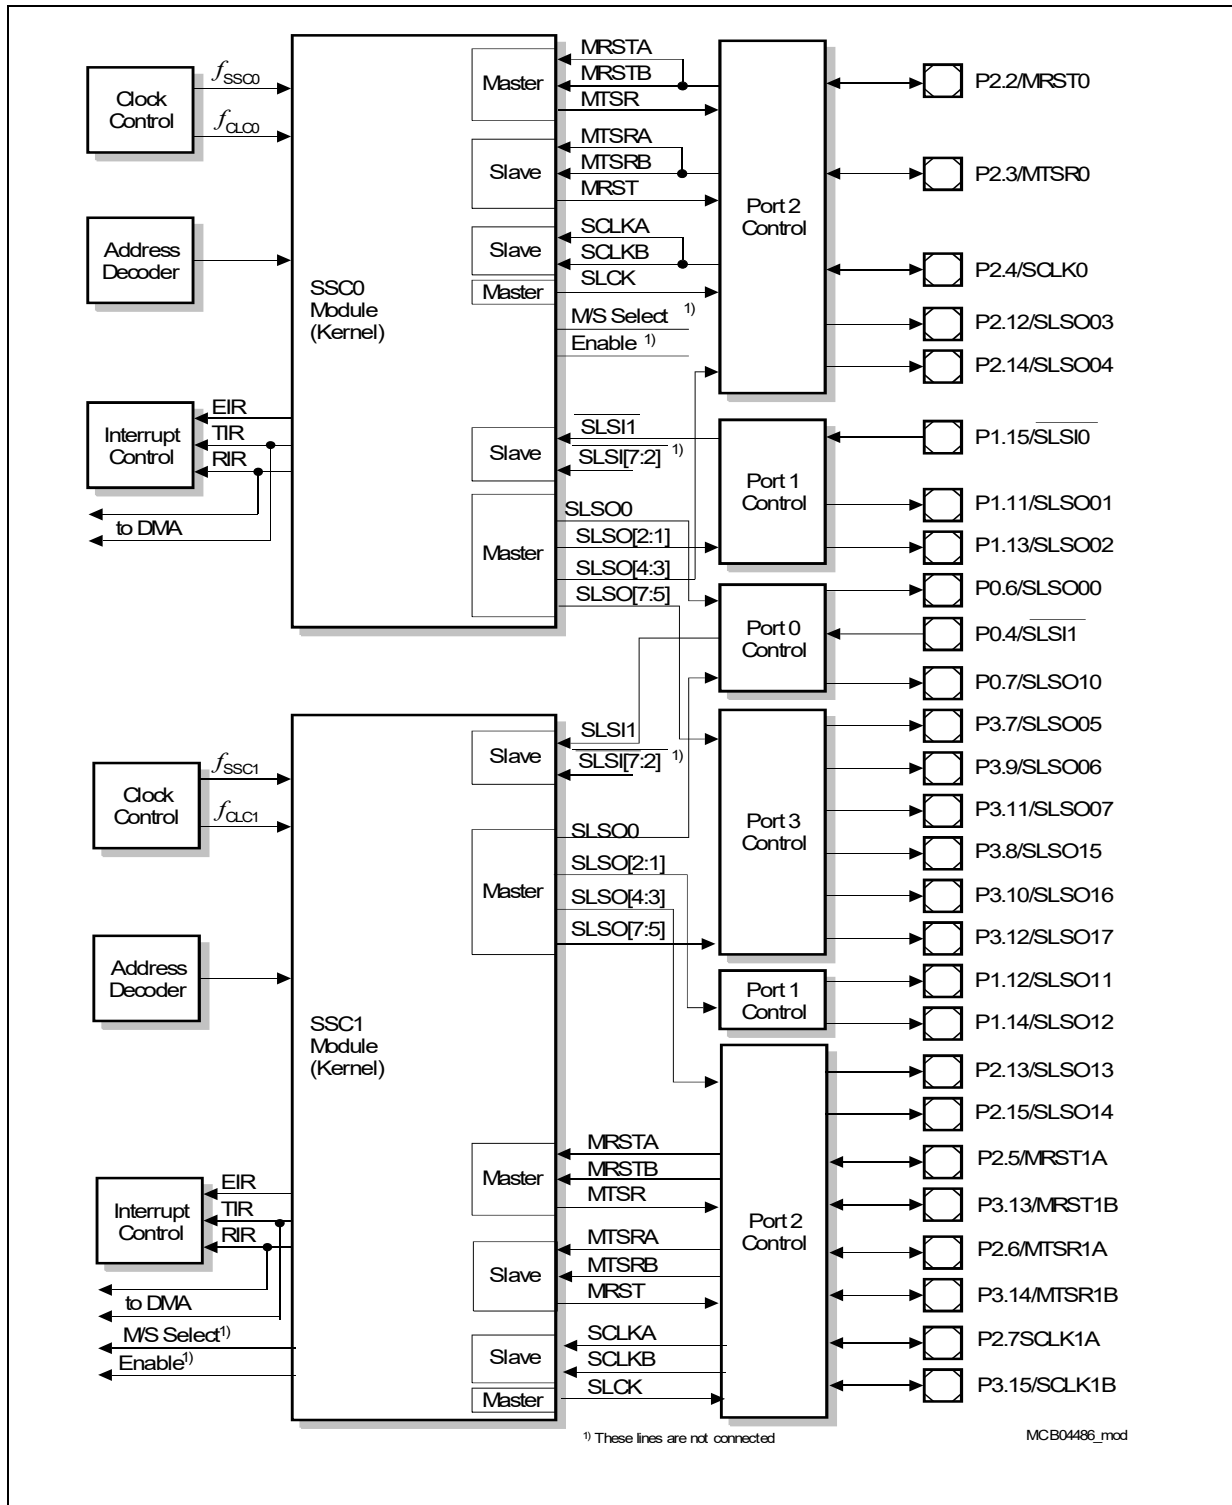 MRSTA
MRSTB
MTSR
Master
P2.2/MRST0
fSSC0
Clock
Control
fCLC0
MTSRA
MTSRB
MRST
Slave
P2.3/MTSR0
Port 2
Control
Address
Decoder
SCLKA
SCLKB
SLCK
Slave
Master
P2.4/SCLK0
SSC0
Module
(Kernel)
M/S Select 1)
Enable 1)
P2.12/SLSO03
P2.14/SLSO04
EIR
TIR
RIR
Interrupt
Control
to DMA
SLSI1
SLSI[7:2] 1)
Slave
Port 1
Control
P1.15/SLSI0
P1.11/SLSO01
P1.13/SLSO02
SLSO0
SLSO[2:1]
SLSO[4:3]
SLSO[7:5]
Master
Port 0
Control
P0.6/SLSO00
P0.4/SLSI1
P0.7/SLSO10
SLSI1
SLSI[7:2] 1)
Slave
fSSC1
Clock
Control
fCLC1
P3.7/SLSO05
P3.9/SLSO06
P3.11/SLSO07
P3.8/SLSO15
P3.10/SLSO16
P3.12/SLSO17
Port 3
Control
SLSO0
SLSO[2:1]
SLSO[4:3]
SLSO[7:5]
Master
Address
Decoder
Port 1
Control
P1.12/SLSO11
P1.14/SLSO12
SSC1
Module
(Kernel)
P2.13/SLSO13
P2.15/SLSO14
MRSTA
MRSTB
MTSR
Master
P2.5/MRST1A
P3.13/MRST1B
EIR
TIR
RIR
Interrupt
Control
Port 2
Control
MTSRA
MTSRB
MRST
Slave
P2.6/MTSR1A
P3.14/MTSR1B
to DMA
M/S Select1)
Enable1)
SCLKA
SCLKB
SLCK
Slave
Master
P2.7SCLK1A
P3.15/SCLK1B
1) These lines are not connected
MCB04486_mod